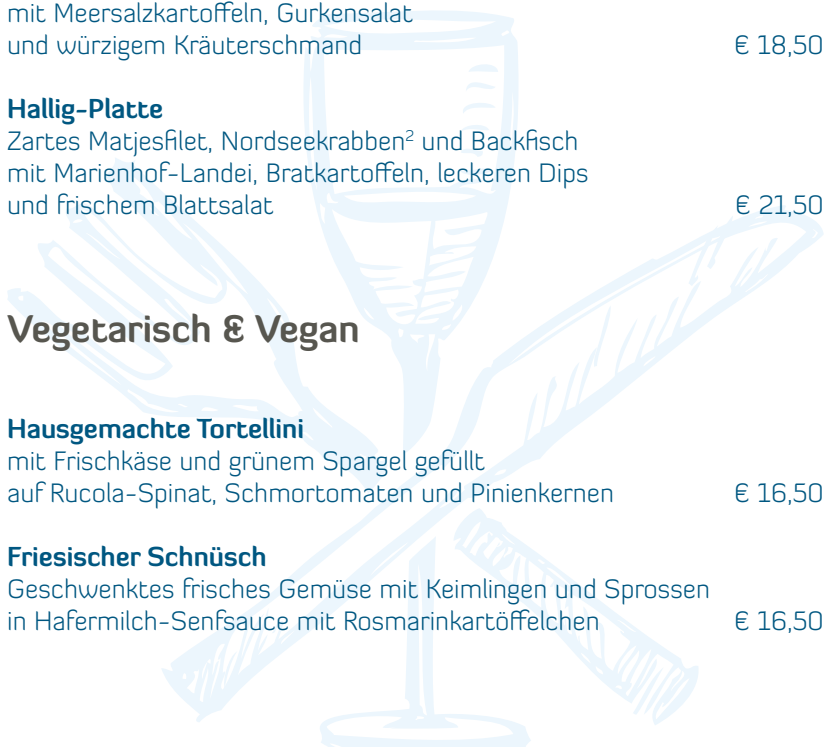 mit Meersalzkartoffeln, Gurkensalat
und würzigem Kräuterschmand € 18,50
Hallig-Platte
Zartes Matjesfilet, Nordseekrabben² und Backfisch
mit Marienhof-Landei, Bratkartoffeln, leckeren Dips
und frischem Blattsalat € 21,50
Vegetarisch & Vegan
Hausgemachte Tortellini
mit Frischkäse und grünem Spargel gefüllt
auf Rucola-Spinat, Schmortomaten und Pinienkernen € 16,50
Friesischer Schnüsch
Geschwenktes frisches Gemüse mit Keimlingen und Sprossen
in Hafermilch-Senfsauce mit Rosmarinkartöffelchen € 16,50